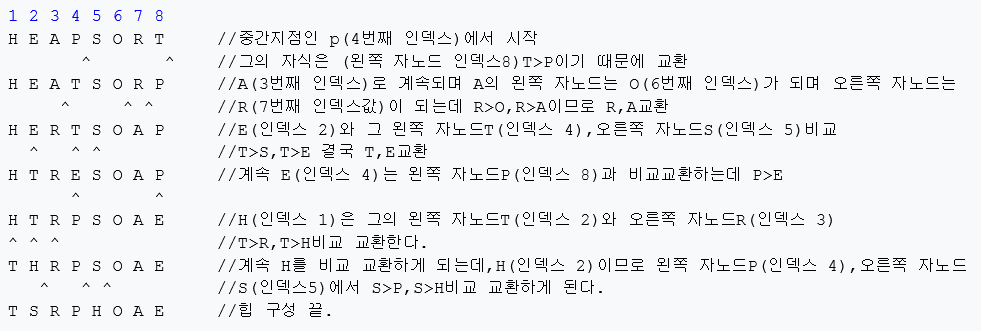 1 2 3 4 5 6 7 8
H E A P S O R T //중간지점인 p(4번째 인덱스)에서 시작
^ ^ //그의 자식은 (왼쪽 자노드 인덱스8)T>P이기 때문에 교환
H E A T S O R P //A(3번째 인덱스)로 계속되며 A의 왼쪽 자노드는 O(6번째 인덱스)가 되며 오른쪽 자노드는
^ ^ ^ //R(7번째 인덱스값)이 되는데 R>O,R>A이므로 R,A교환
H E R T S O A P //E(인덱스 2)와 그 왼쪽 자노드T(인덱스 4),오른쪽 자노드S(인덱스 5)비교
^ ^ ^ //T>S,T>E 결국 T,E교환
H T R E S O A P //계속 E(인덱스 4)는 왼쪽 자노드P(인덱스 8)과 비교교환하는데 P>E
^ ^
H T R P S O A E //H(인덱스 1)은 그의 왼쪽 자노드T(인덱스 2)와 오른쪽 자노드R(인덱스 3)
^ ^ ^ //T>R,T>H비교 교환한다.
T H R P S O A E //계속 H를 비교 교환하게 되는데,H(인덱스 2)이므로 왼쪽 자노드P(인덱스 4),오른쪽 자노드
^ ^ ^ //S(인덱스5)에서 S>P,S>H비교 교환하게 된다.
T S R P H O A E //힙 구성 끝.